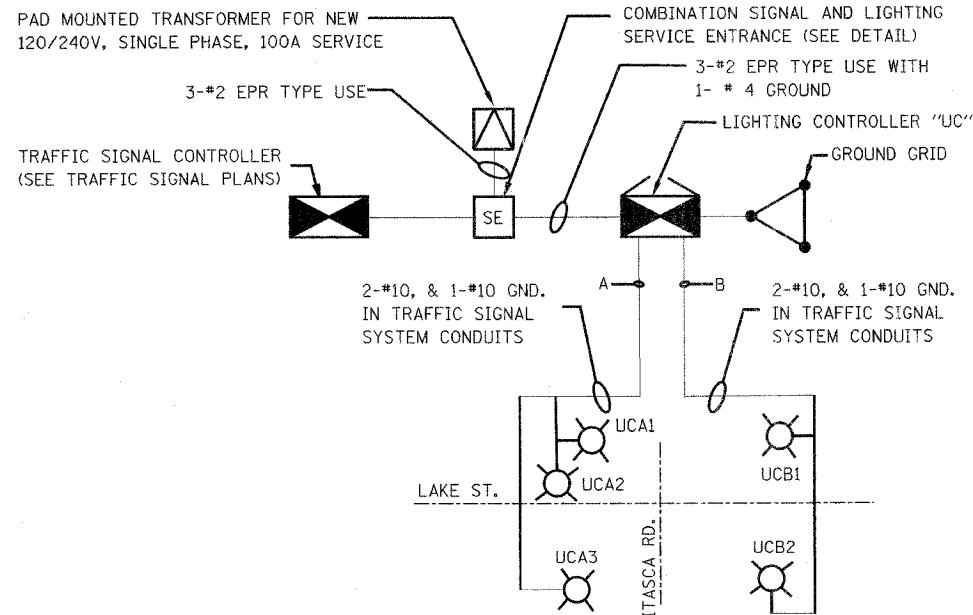 PAD MOUNTED TRANSFORMER FOR NEW
120/240V, SINGLE PHASE, 100A SERVICE
COMBINATION SIGNAL AND LIGHTING
SERVICE ENTRANCE (SEE DETAIL)
3-#2 EPR TYPE USE
3-#2 EPR TYPE USE WITH
1- # 4 GROUND
LIGHTING CONTROLLER "UC"
TRAFFIC SIGNAL CONTROLLER
(SEE TRAFFIC SIGNAL PLANS)
GROUND GRID
SE
A
B
2-#10, & 1-#10 GND.
IN TRAFFIC SIGNAL
SYSTEM CONDUITS
2-#10, & 1-#10 GND.
IN TRAFFIC SIGNAL
SYSTEM CONDUITS
UCA1
UCA2
UCB1
LAKE ST.
ITASCA RD.
UCA3
UCB2